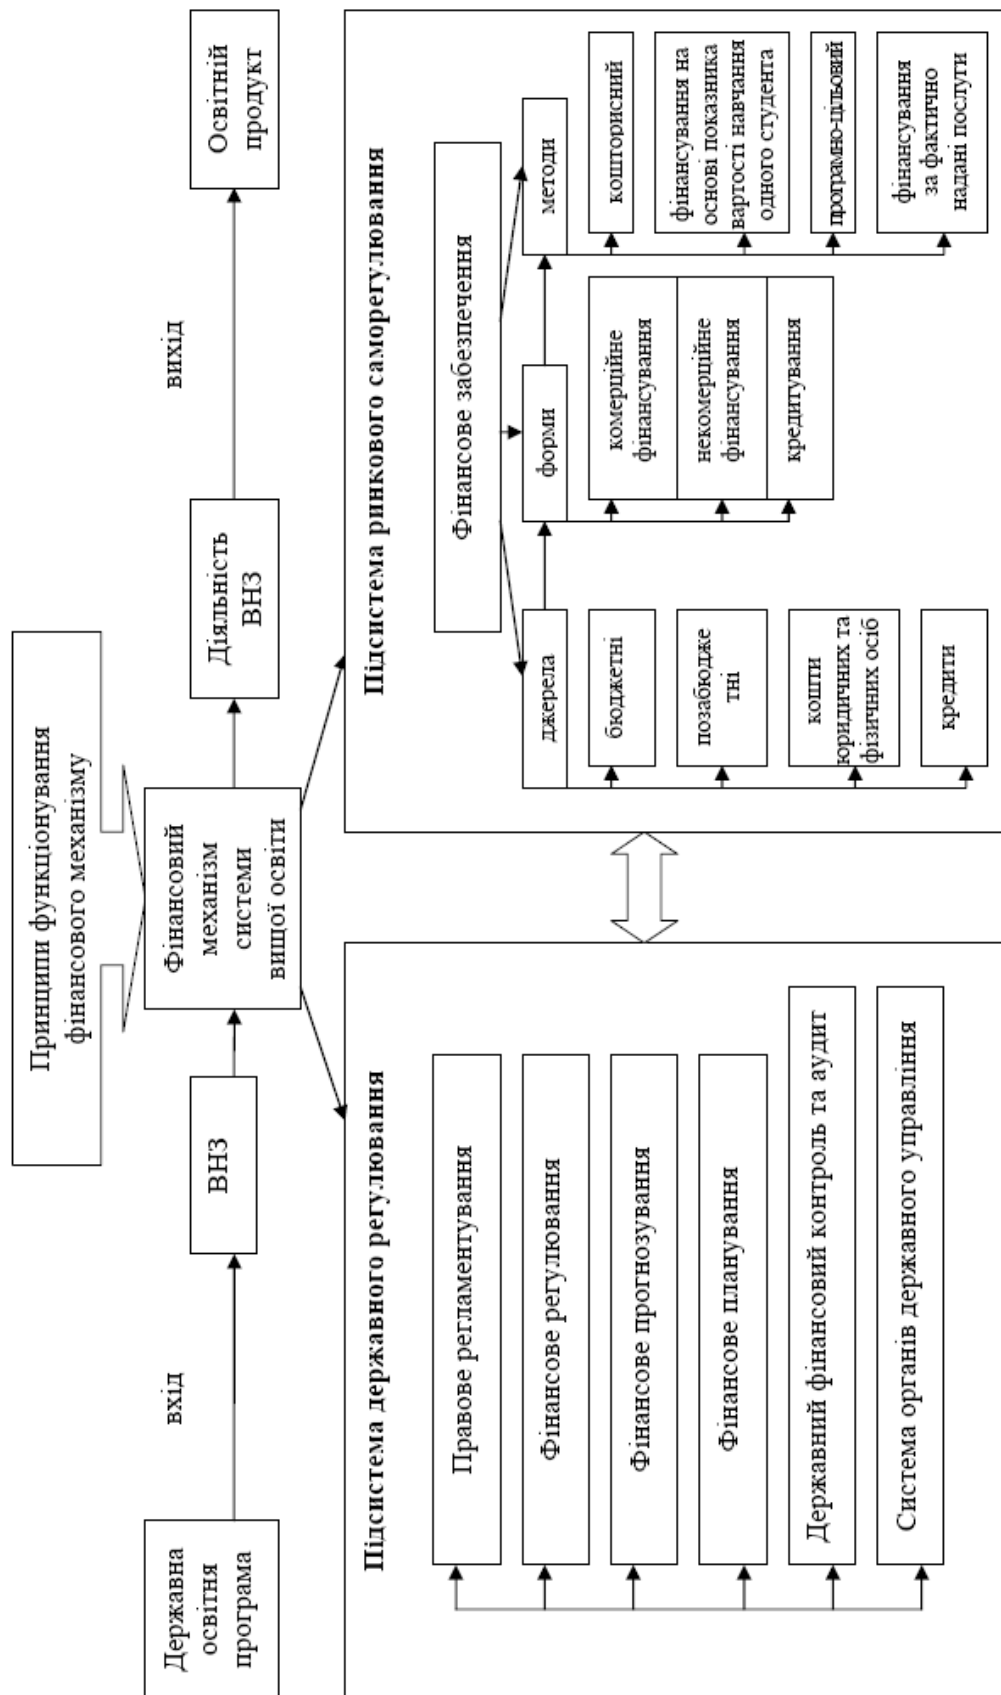 Принципи функціонування
фінансового механізму
Державна
освітня
програма
вхід
ВНЗ
Фінансовий
механізм
системи
вищої освіти
Діяльність
ВНЗ
вихід
Освітній
продукт
Підсистема державного регулювання
Правове регламентування
Фінансове регулювання
Фінансове прогнозування
Фінансове планування
Державний фінансовий контроль та аудит
Система органів державного управління
Підсистема ринкового саморегулювання
Фінансове забезпечення
джерела
бюджетні
позабюдже
тні
кошти
юридичних та
фізичних осіб
кредити
форми
комерційне
фінансування
некомерційне
фінансування
кредитування
методи
кошторисний
фінансування на
основі показника
вартості навчання
одного студента
програмно-цільовий
фінансування
за фактично
надані послуги